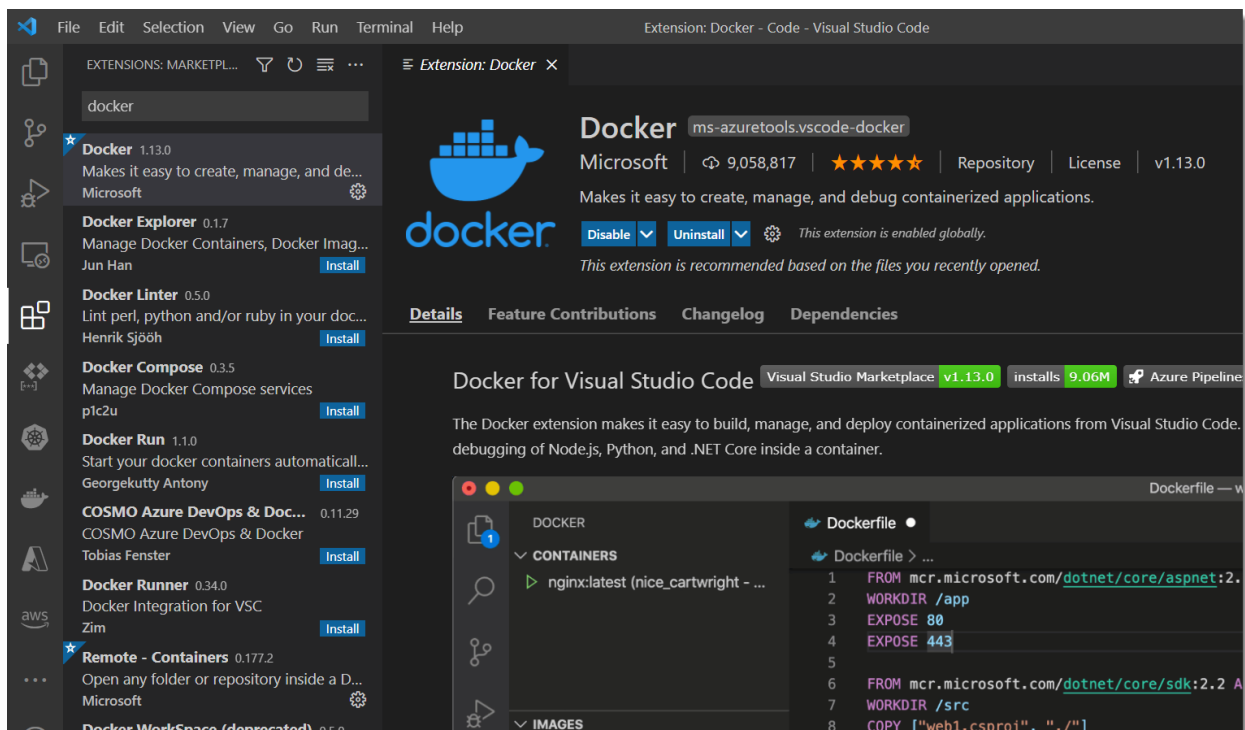 File Edit Selection View Go Run Terminal Help
Extension: Docker - Code - Visual Studio Code
EXTENSIONS: MARKETPL...
docker
Docker 1.13.0
Makes it easy to create, manage, and de...
Microsoft
Docker Explorer 0.1.7
Manage Docker Containers, Docker Imag...
Jun Han
Install
Docker Linter 0.5.0
Lint perl, python and/or ruby in your doc...
Henrik Sjööh
Install
Docker Compose 0.3.5
Manage Docker Compose services
p1c2u
Install
Docker Run 1.1.0
Start your docker containers automaticall...
Georgekutty Antony
Install
COSMO Azure DevOps & Doc... 0.11.29
COSMO Azure DevOps & Docker
Tobias Fenster
Install
Docker Runner 0.34.0
Docker Integration for VSC
Zim
Install
Remote - Containers 0.177.2
Open any folder or repository inside a D...
Microsoft
Docker WorkSpace (deprecated)
aws
Extension: Docker
docker
Docker ms-azuretools.vscode-docker
Microsoft 9,058,817 Repository License v1.13.0
Makes it easy to create, manage, and debug containerized applications.
Disable Uninstall This extension is enabled globally.
This extension is recommended based on the files you recently opened.
Details Feature Contributions Changelog Dependencies
Docker for Visual Studio Code Visual Studio Marketplace v1.13.0 installs 9.06M Azure Pipeline
The Docker extension makes it easy to build, manage, and deploy containerized applications from Visual Studio Code.
debugging of Node.js, Python, and .NET Core inside a container.
Dockerfile — w
1
DOCKER
CONTAINERS
nginx:latest (nice_cartwright - ...
IMAGES
Dockerfile
Dockerfile > ...
1 FROM mcr.microsoft.com/dotnet/core/aspnet:2.
2 WORKDIR /app
3 EXPOSE 80
4 EXPOSE 443
5
6 FROM mcr.microsoft.com/dotnet/core/sdk:2.2 A
7 WORKDIR /src
8 COPY ["web1.csproj", "./"]